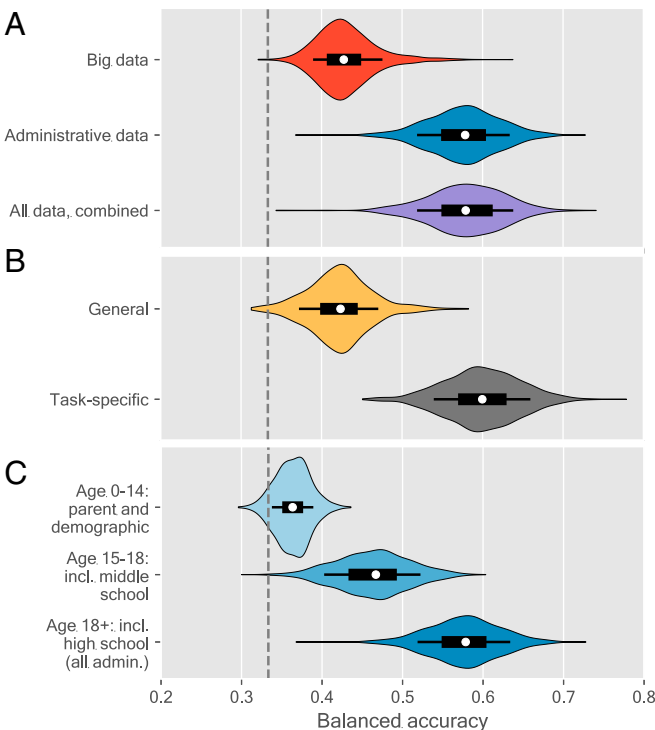 A
Big data
Administrative data
All data, combined
B
General
Task-specific
C
Age 0-14:
parent and
demographic
Age 15-18:
incl. middle
school
Age 18+: incl.
high school
(all admin.)
0.2 0.3 0.4 0.5 0.6 0.7 0.8
Balanced accuracy